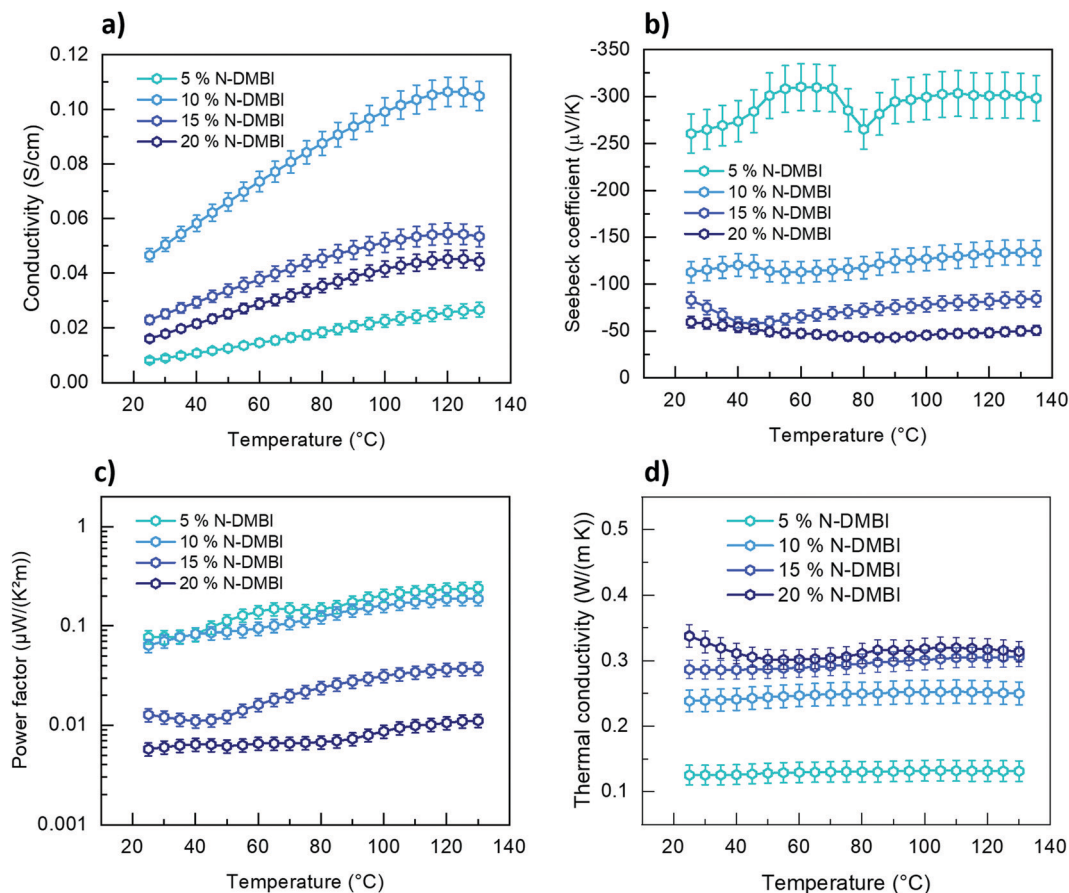 a)
0.12
0.10
0.08
0.06
0.04
0.02
0.00
Conductivity (S/cm)
5 % N-DMBI
10 % N-DMBI
15 % N-DMBI
20 % N-DMBI
20 40 60 80 100 120 140
Temperature (°C)
b)
-350
-300
-250
-200
-150
-100
-50
0
Seebeck coefficient (µV/K)
5 % N-DMBI
10 % N-DMBI
15 % N-DMBI
20 % N-DMBI
20 40 60 80 100 120 140
Temperature (°C)
c)
1
0.1
0.01
0.001
Power factor (µW/(K²m))
5 % N-DMBI
10 % N-DMBI
15 % N-DMBI
20 % N-DMBI
20 40 60 80 100 120 140
Temperature (°C)
d)
0.5
0.4
0.3
0.2
0.1
Thermal conductivity (W/(m K))
5 % N-DMBI
10 % N-DMBI
15 % N-DMBI
20 % N-DMBI
20 40 60 80 100 120 140
Temperature (°C)